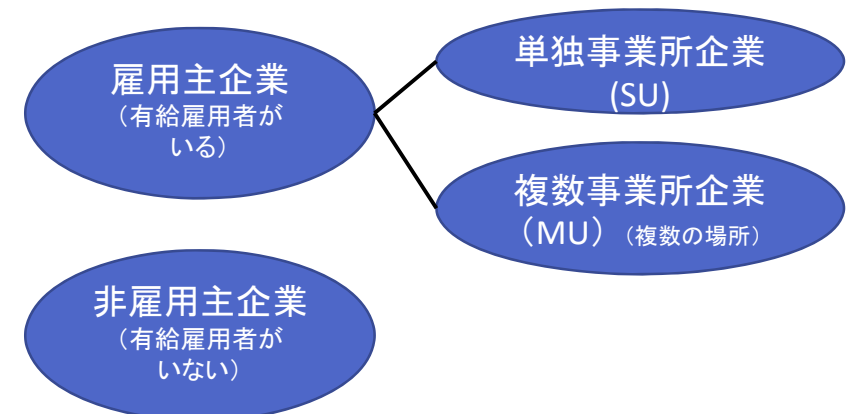 雇用主企業
（有給雇用者が
いる）
単独事業所企業
(SU)
複数事業所企業
（MU）（複数の場所）
非雇用主企業
（有給雇用者が
いない）